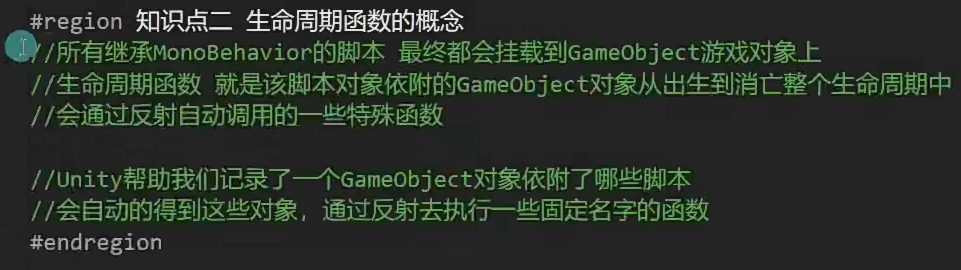 #region 知识点二 生命周期函数的概念
//所有继承MonoBehavior的脚本 最终都会挂载到GameObject游戏对象上
//生命周期函数 就是该脚本对象依附的GameObject对象从出生到消亡整个生命周期中
//会通过反射自动调用的一些特殊函数
//Unity帮助我们记录了一个GameObject对象依附了哪些脚本
//会自动的得到这些对象，通过反射去执行一些固定名字的函数
#endregion